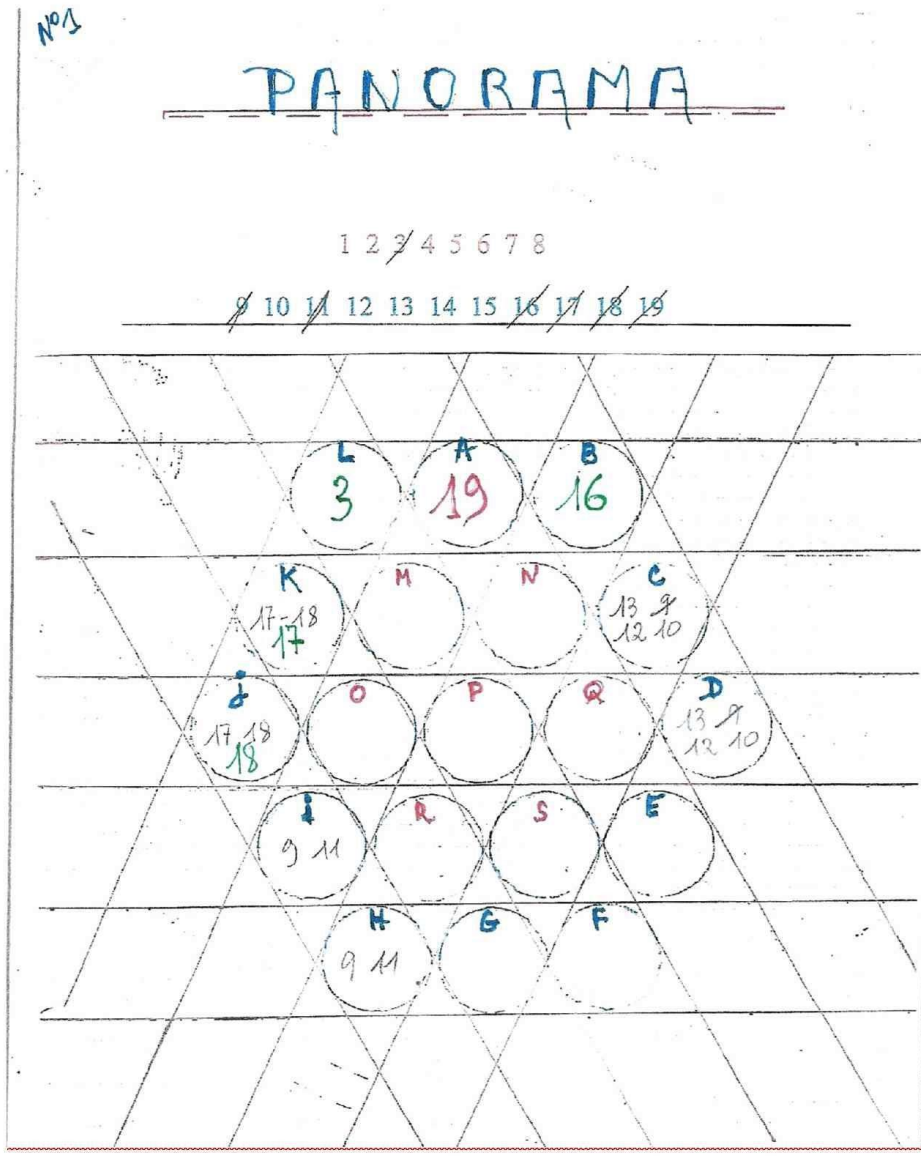 N°1
PANORAMA
1 2 3 4 5 6 7 8
9 10 11 12 13 14 15 16 17 18 19
L A B
3 19 16
K M N C
17-18 13 9
17 12 10
j O P Q D
17 18 13 9
18 12 10
i R S E
9 11
H G F
9 11